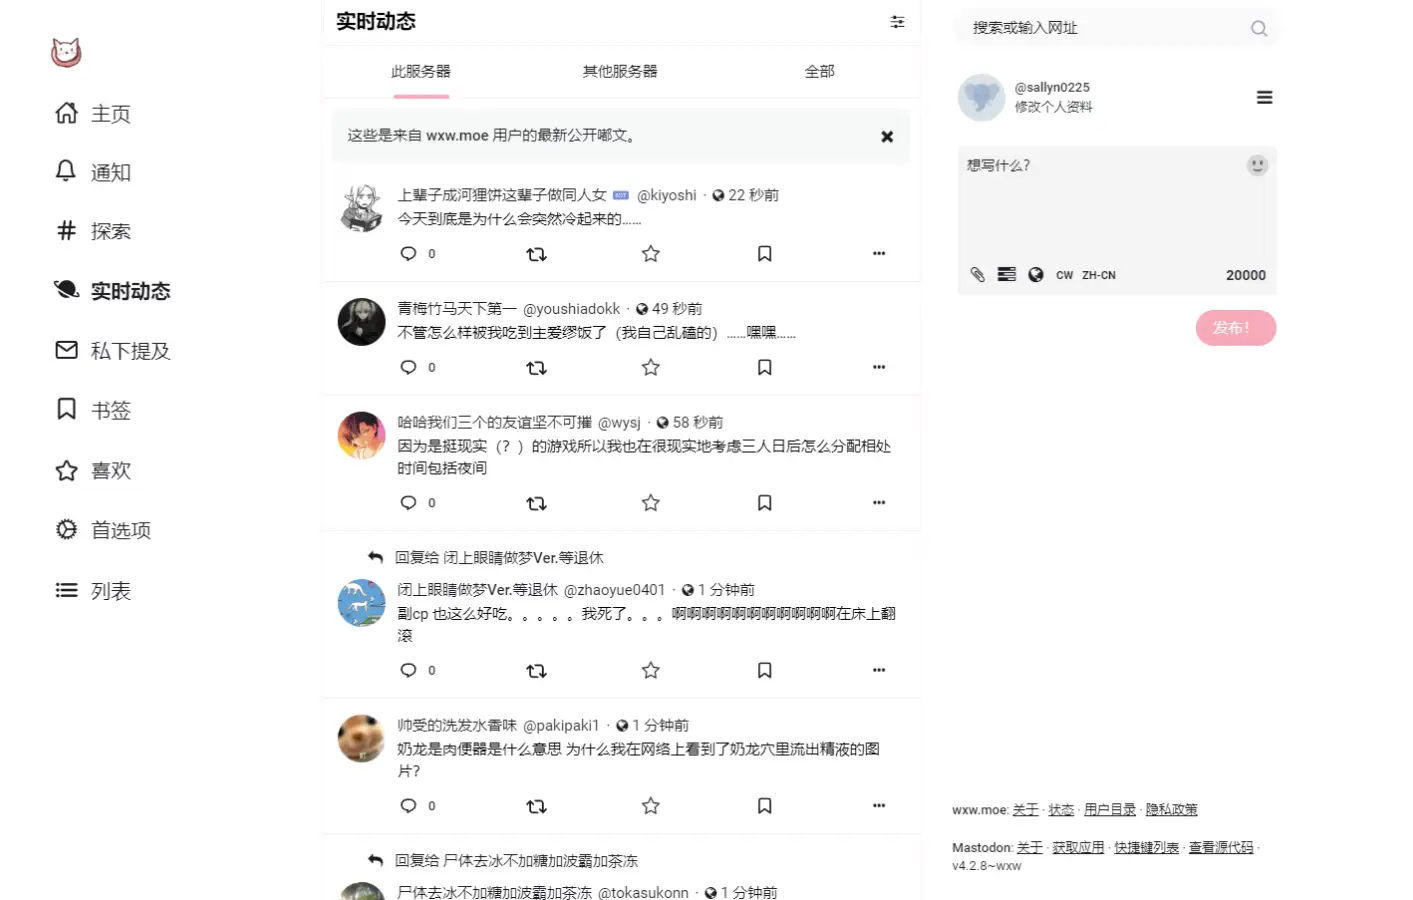 主页
通知
探索
实时动态
私下提及
书签
喜欢
首选项
列表
实时动态
此服务器 其他服务器 全部
这些是来自 wxw.moe 用户的最新公开嘟文。
上辈子成河狸饼这辈子做同人女 BOT @kiyoshi · 22 秒前
今天到底是为什么会突然冷起来的……
0
青梅竹马天下第一 @youshiadokk · 49 秒前
不管怎么样被我吃到主爱缪饭了（我自己乱磕的）……嘿嘿……
0
哈哈我们三个的友谊坚不可摧 @wysj · 58 秒前
因为是挺现实（？）的游戏所以我也在很现实地考虑三人日后怎么分配相处
时间包括夜间
0
回复给 闭上眼睛做梦Ver.等退休
闭上眼睛做梦Ver.等退休 @zhaoyue0401 · 1 分钟前
副cp 也这么好吃。。。。。我死了。。。啊啊啊啊啊啊啊啊啊啊啊在床上翻
滚
0
帅受的洗发水香味 @pakipaki1 · 1 分钟前
奶龙是肉便器是什么意思 为什么我在网络上看到了奶龙穴里流出精液的图
片？
0
回复给 尸体去冰不加糖加波霸加茶冻
尸体去冰不加糖加波霸加茶冻 @tokasukonn · 1 分钟前
搜索或输入网址
@sallyn0225
修改个人资料
想写什么？
CW ZH-CN 20000
发布！
wxw.moe: 关于 · 状态 · 用户目录 · 隐私政策
Mastodon: 关于 · 获取应用 · 快捷键列表 · 查看源代码 ·
v4.2.8~wxw